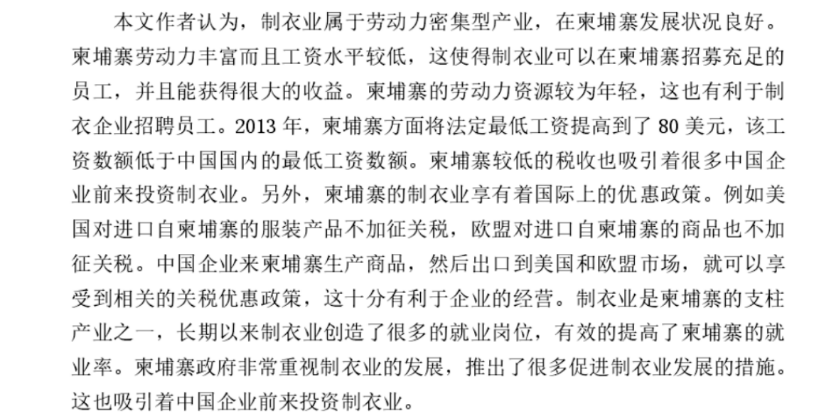 本文作者认为，制衣业属于劳动力密集型产业，在柬埔寨发展状况良好。
柬埔寨劳动力丰富而且工资水平较低，这使得制衣业可以在柬埔寨招募充足的
员工，并且能获得很大的收益。柬埔寨的劳动力资源较为年轻，这也有利于制
衣企业招聘员工。2013 年，柬埔寨方面将法定最低工资提高到了 80 美元，该工
资数额低于中国国内的最低工资数额。柬埔寨较低的税收也吸引着很多中国企
业前来投资制衣业。另外，柬埔寨的制衣业享有着国际上的优惠政策。例如美
国对进口自柬埔寨的服装产品不加征关税，欧盟对进口自柬埔寨的商品也不加
征关税。中国企业来柬埔寨生产商品，然后出口到美国和欧盟市场，就可以享
受到相关的关税优惠政策，这十分有利于企业的经营。制衣业是柬埔寨的支柱
产业之一，长期以来制衣业创造了很多的就业岗位，有效的提高了柬埔寨的就
业率。柬埔寨政府非常重视制衣业的发展，推出了很多促进制衣业发展的措施。
这也吸引着中国企业前来投资制衣业。